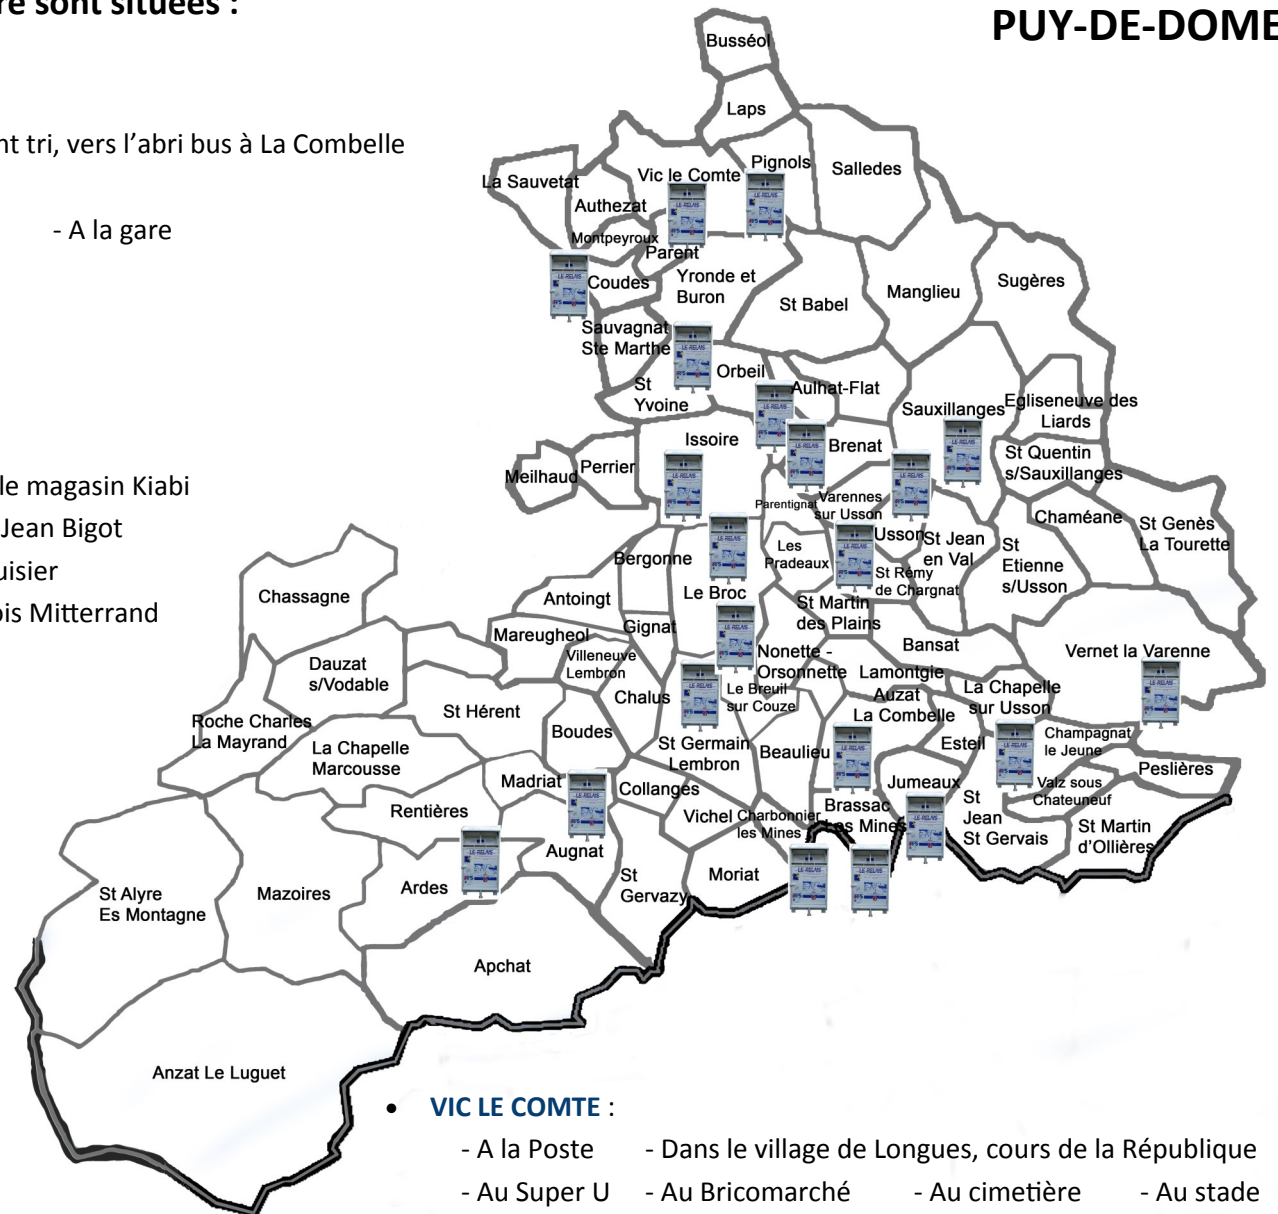 re sont situées :
PUY-DE-DOME
nt tri, vers l'abri bus à La Combelle
- A la gare
le magasin Kiabi
Jean Bigot
uisier
ois Mitterrand
Busséol
Laps
Pignols
Salledes
La Sauvetat
Vic le Comte
Authezat
Montpeyroux
Parent
Coudes
Yronde et
Buron
St Babel
Manglieu
Sugères
Sauvagnat
Ste Marthe
St
Yvoine
Orbeil
Aulhat-Flat
Sauxillanges
Egliseneuve des
Liards
Issoire
Brenat
Meilhaud
Perrier
St Quentin
s/Sauxillanges
Parentignat
Varennes
sur Usson
Usson
Chaméane
St Genès
La Tourette
Bergonne
Les
Pradeaux
St Jean
en Val
St
Etienne
s/Usson
St Rémy
de Chargnat
Chassagne
Antoingt
Le Broc
St Martin
des Plains
Gignat
Mareugheol
Bansat
Vernet la Varenne
Villeneuve
Lembron
Nonette -
Orsonnette
Dauzat
s/Vodable
Lamontgie
Chalus
Le Breuil
sur Couze
Auzat
La Combelle
La Chapelle
sur Usson
St Hérent
Roche Charles
La Mayrand
Boudes
La Chapelle
Marcousse
St Germain
Lembron
Beaulieu
Esteil
Champagnat
le Jeune
Peslières
Madriat
Collanges
Jumeaux
Valz sous
Chateuneuf
Rentières
Vichel
Charbonnier
les Mines
Brassac
Les Mines
St
Jean
St Gervais
St Martin
d'Ollières
Augnat
St
Gervazy
Moriat
Ardes
Mazoires
St Alyre
Es Montagne
Apchat
Anzat Le Luguet
LE RELAIS
• VIC LE COMTE :
- A la Poste - Dans le village de Longues, cours de la République
- Au Super U - Au Bricomarché - Au cimetière - Au stade